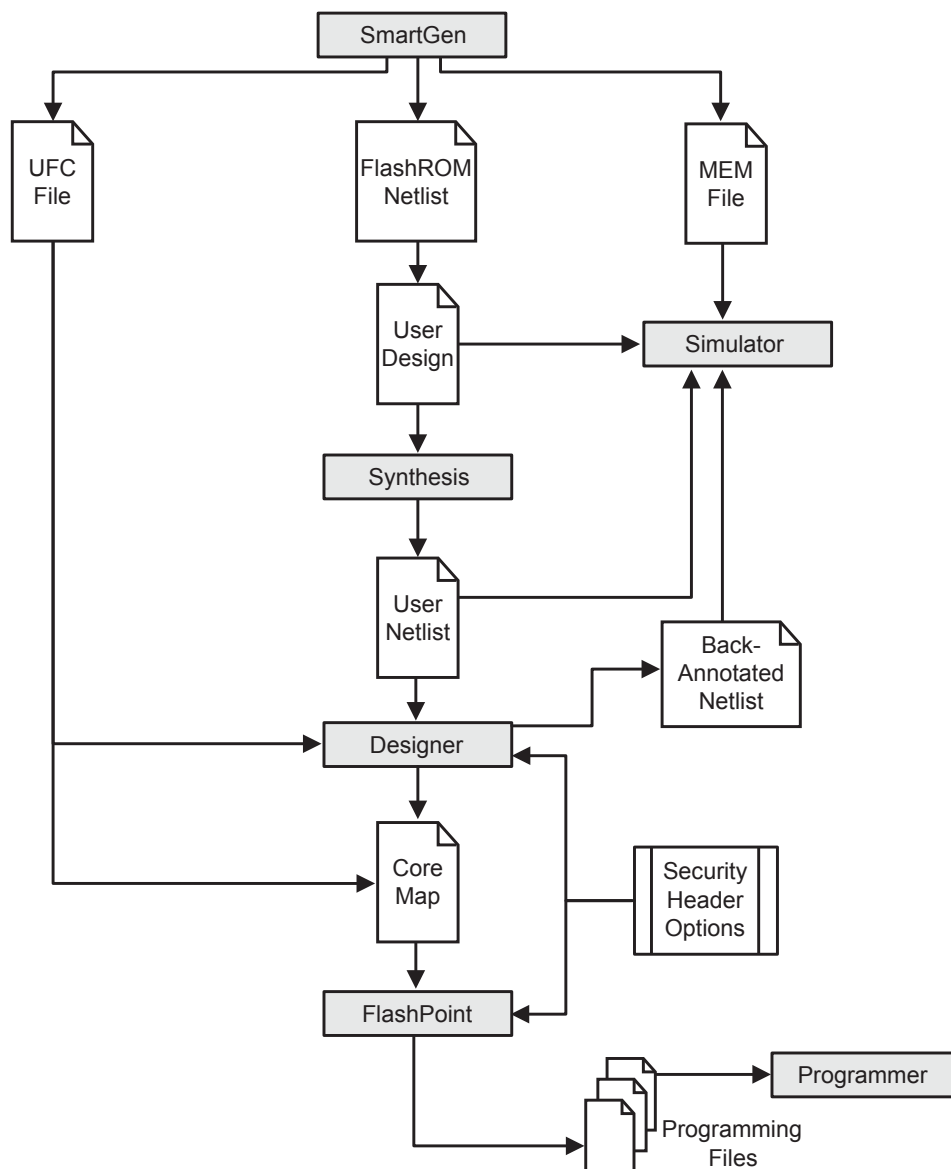 SmartGen
UFC
File
FlashROM
Netlist
MEM
File
User
Design
Simulator
Synthesis
User
Netlist
Back-
Annotated
Netlist
Designer
Core
Map
Security
Header
Options
FlashPoint
Programmer
Programming
Files